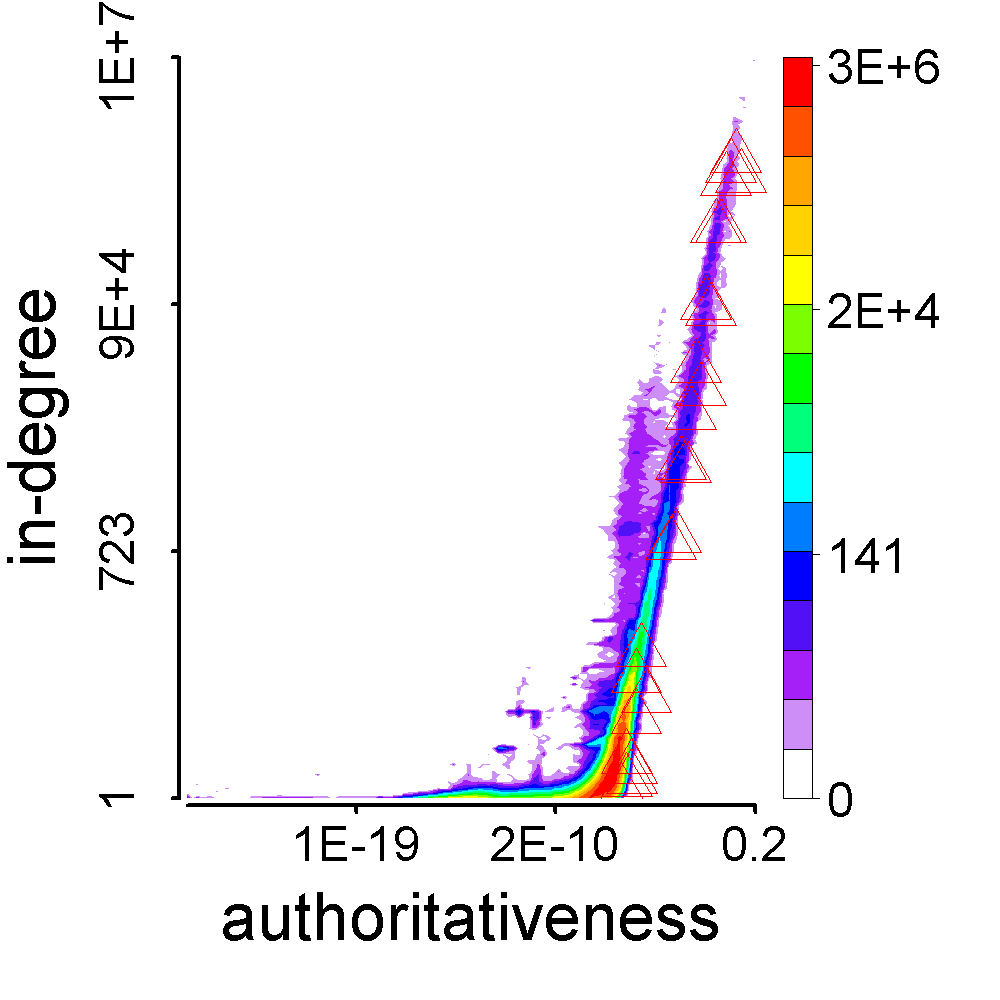 in-degree
1E+7
9E+4
723
1
1E-19
2E-10
0.2
authoritativeness
3E+6
2E+4
141
0